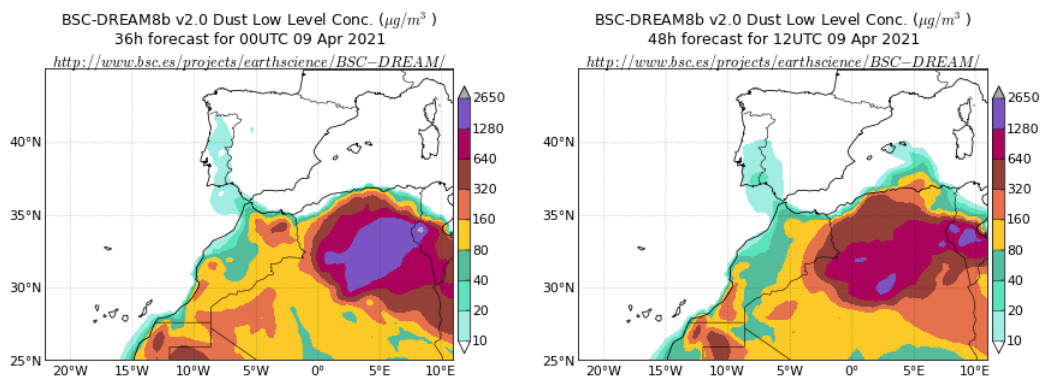 BSC-DREAM8b v2.0 Dust Low Level Conc. (µg/m³ )
36h forecast for 00UTC 09 Apr 2021
http://www.bsc.es/projects/earthscience/BSC−DREAM/
40°N
35°N
30°N
25°N
20°W
15°W
10°W
5°W
0°
5°E
10°E
2650
1280
640
320
160
80
40
20
10
BSC-DREAM8b v2.0 Dust Low Level Conc. (µg/m³ )
48h forecast for 12UTC 09 Apr 2021
http://www.bsc.es/projects/earthscience/BSC−DREAM/
40°N
35°N
30°N
25°N
20°W
15°W
10°W
5°W
0°
5°E
10°E
2650
1280
640
320
160
80
40
20
10